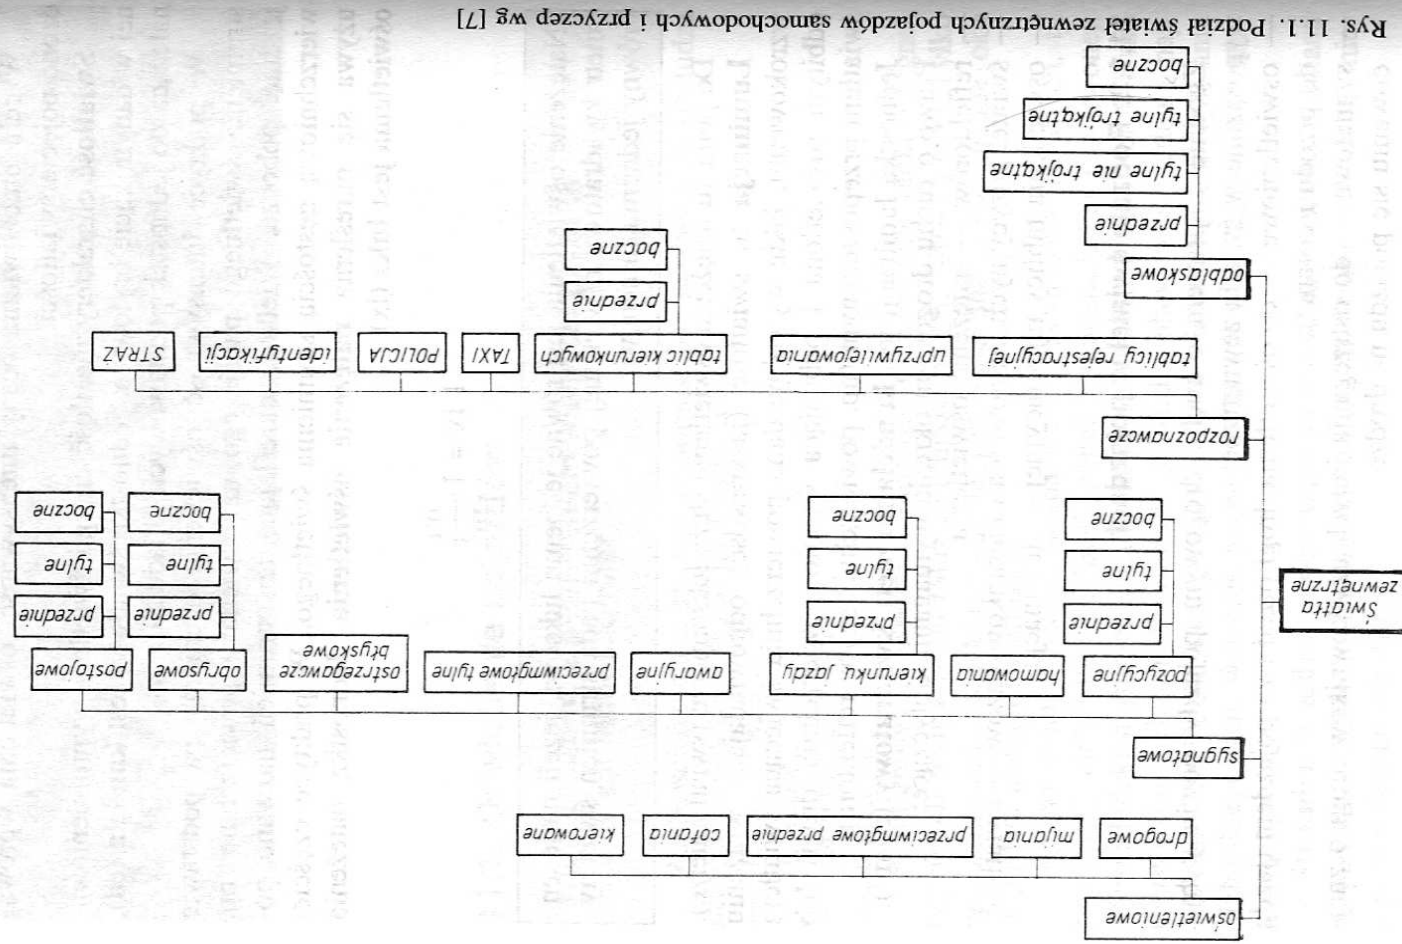 oświetleniowe
drogowe mijania przeciwmgłowe przednie cofania kierowane
sygnałowe
pozycyjne hamowania kierunku jazdy awaryjne przeciwmgłowe tylne ostrzegawcze błyskowe obrysowe postojowe
Światła
zewnętrzne
przednie przednie przednie przednie
tylne tylne tylne tylne
boczne boczne boczne boczne
rozpoznawcze
tablicy rejestracyjnej uprzywilejowania tablic kierunkowych TAXI POLICJA identyfikacji STRAŻ
przednie
boczne
odblaskowe
przednie
tylne nie trójkątne
tylne trójkątne
boczne
Rys. 11.1. Podział świateł zewnętrznych pojazdów samochodowych i przyczep wg [7]